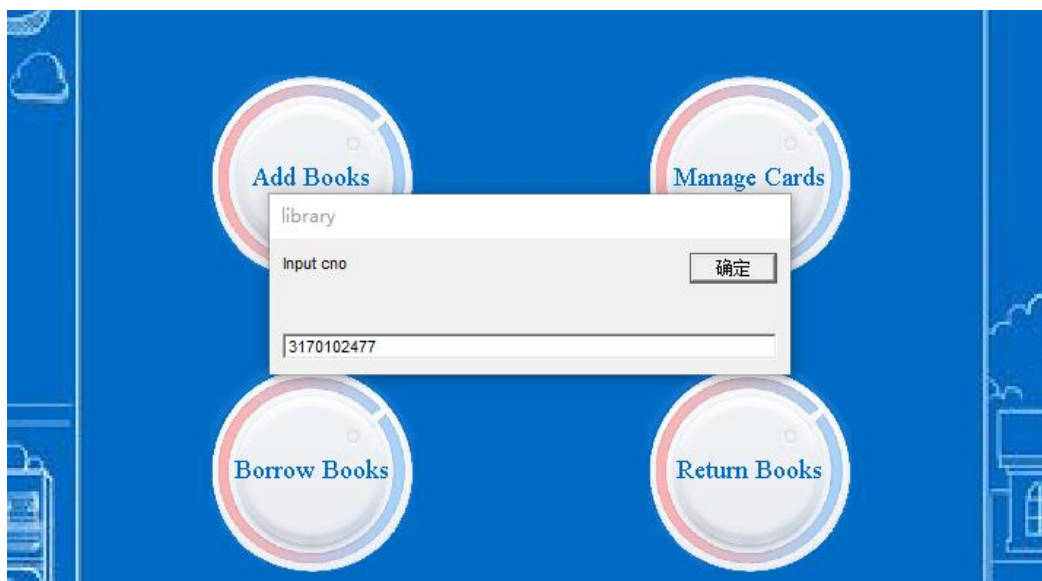 Add Books
Manage Cards
library
Input cno
确定
3170102477
Borrow Books
Return Books